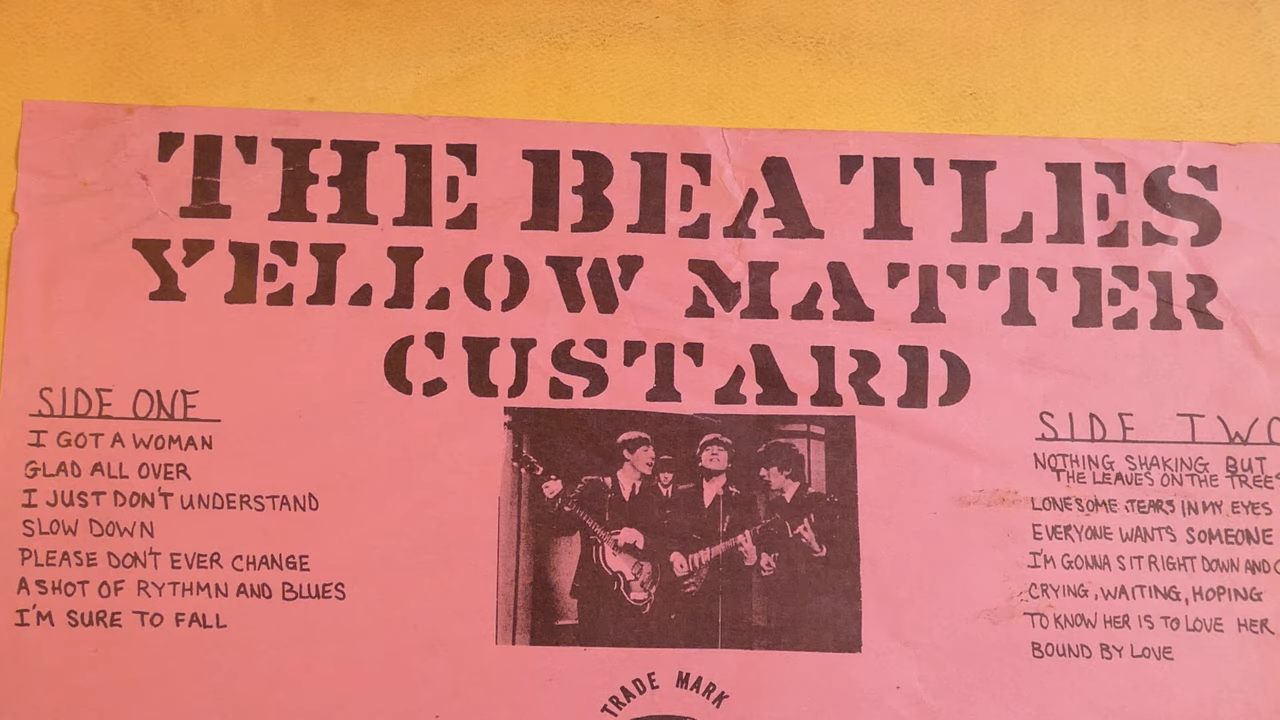 THE BEATLES
YELLOW MATTER
CUSTARD
SIDE ONE
I GOT A WOMAN
GLAD ALL OVER
I JUST DON'T UNDERSTAND
SLOW DOWN
PLEASE DON'T EVER CHANGE
A SHOT OF RYTHMN AND BLUES
I'M SURE TO FALL
SIDE TWO
NOTHING SHAKING BUT
THE LEAVES ON THE TREES
LONESOME TEARS IN MY EYES
EVERYONE WANTS SOMEONE
I'M GONNA SIT RIGHT DOWN AND
CRYING, WAITING, HOPING
TO KNOW HER IS TO LOVE HER
BOUND BY LOVE
TRADE MARK